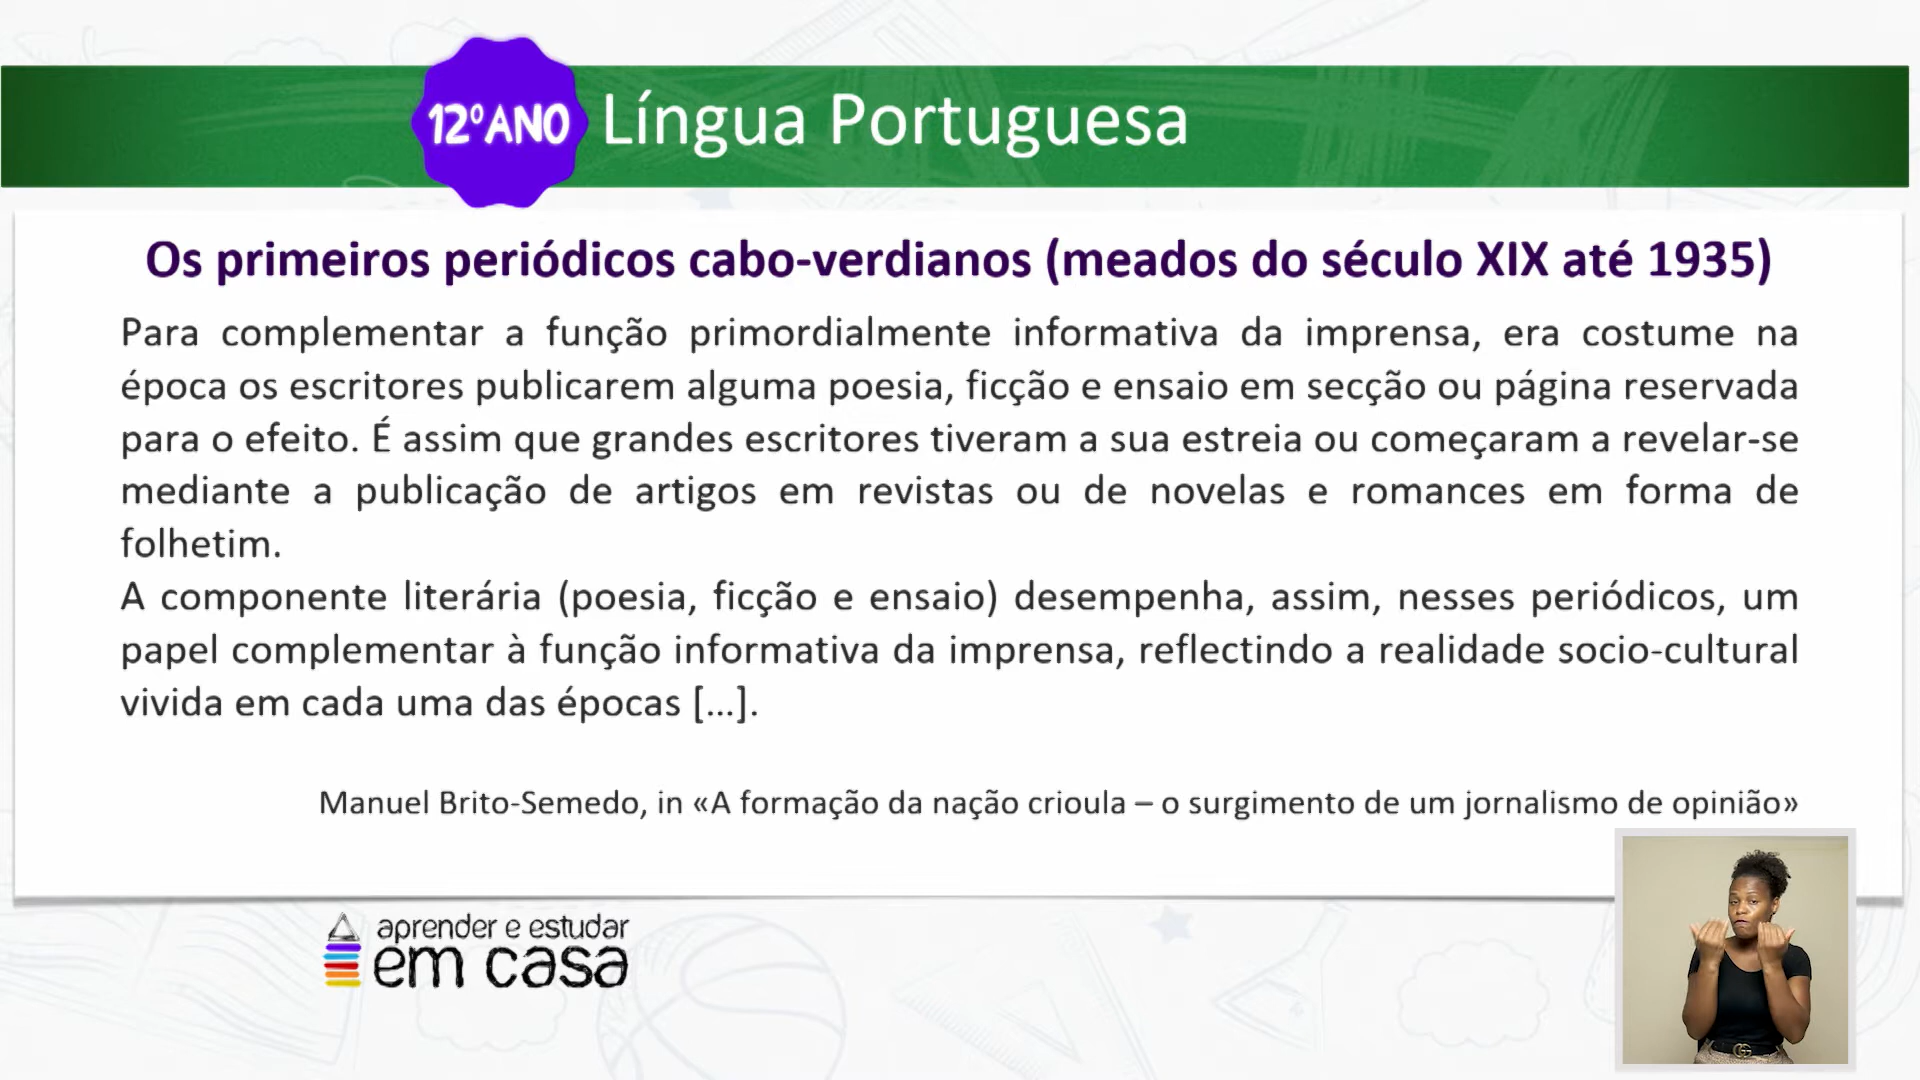 12ºANO Língua Portuguesa
Os primeiros periódicos cabo-verdianos (meados do século XIX até 1935)
Para complementar a função primordialmente informativa da imprensa, era costume na
época os escritores publicarem alguma poesia, ficção e ensaio em secção ou página reservada
para o efeito. É assim que grandes escritores tiveram a sua estreia ou começaram a revelar-se
mediante a publicação de artigos em revistas ou de novelas e romances em forma de
folhetim.
A componente literária (poesia, ficção e ensaio) desempenha, assim, nesses periódicos, um
papel complementar à função informativa da imprensa, reflectindo a realidade socio-cultural
vivida em cada uma das épocas [...].
Manuel Brito-Semedo, in «A formação da nação crioula – o surgimento de um jornalismo de opinião»
aprender e estudar
em casa